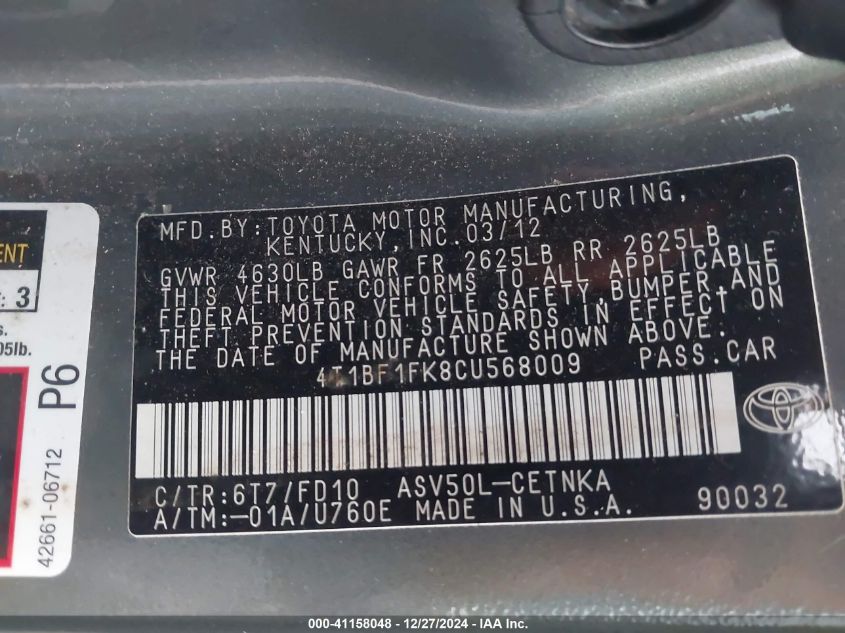 MFD. BY: TOYOTA MOTOR MANUFACTURING,
KENTUCKY, INC. 03/12
GVWR 4630LB GAWR FR 2625LB RR 2625LB
THIS VEHICLE CONFORMS TO ALL APPLICABLE
FEDERAL MOTOR VEHICLE SAFETY, BUMPER, AND
THEFT PREVENTION STANDARDS IN EFFECT ON
THE DATE OF MANUFACTURE SHOWN ABOVE.
4T1BF1FK8CU568009 PASS. CAR
C/TR: 6T7/FD10 ASV50L-CETNKA
A/TM: -01A/U760E MADE IN U.S.A. 90032
ENT
: 3
s.
05lb.
P6
42661-06712
000-41158048 - 12/27/2024 - IAA Inc.